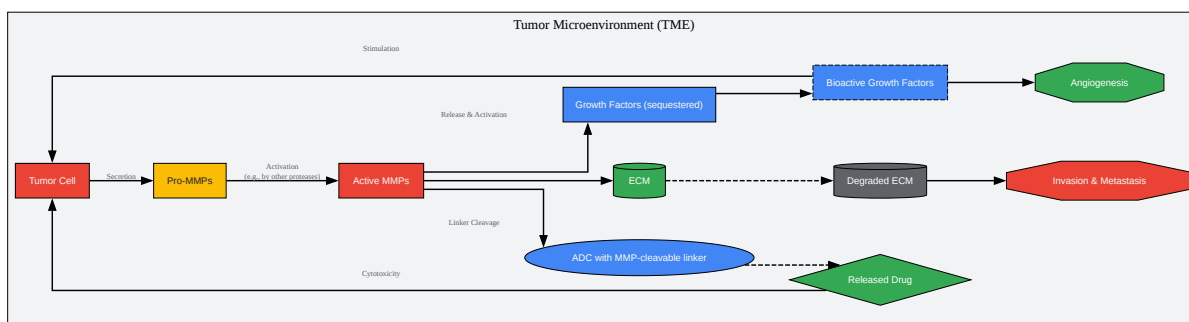 Tumor Microenvironment (TME)
Stimulation
Bioactive Growth Factors
Angiogenesis
Growth Factors (sequestered)
Release & Activation
Tumor Cell
Secretion
Pro-MMPs
Activation
(e.g., by other proteases)
Active MMPs
ECM
Degraded ECM
Invasion & Metastasis
Linker Cleavage
ADC with MMP-cleavable linker
Cytotoxicity
Released Drug